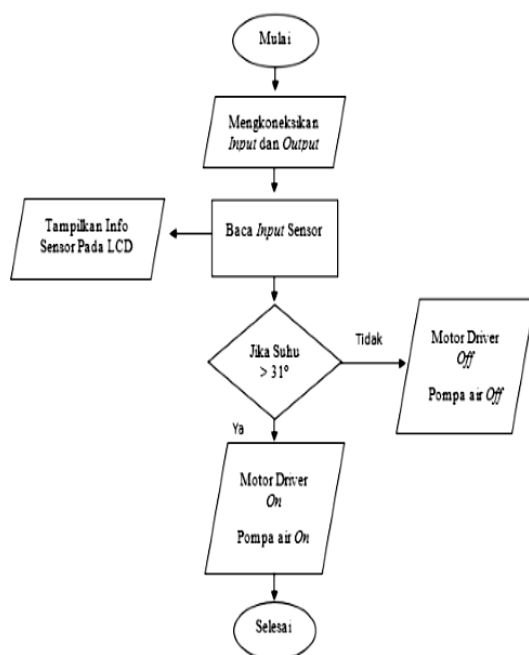 Mulai
Mengkoneksikan
Input dan Output
Baca Input Sensor
Tampilkan Info
Sensor Pada LCD
Jika Suhu
> 31°
Tidak
Motor Driver
Off
Pompa air Off
Ya
Motor Driver
On
Pompa air On
Selesai